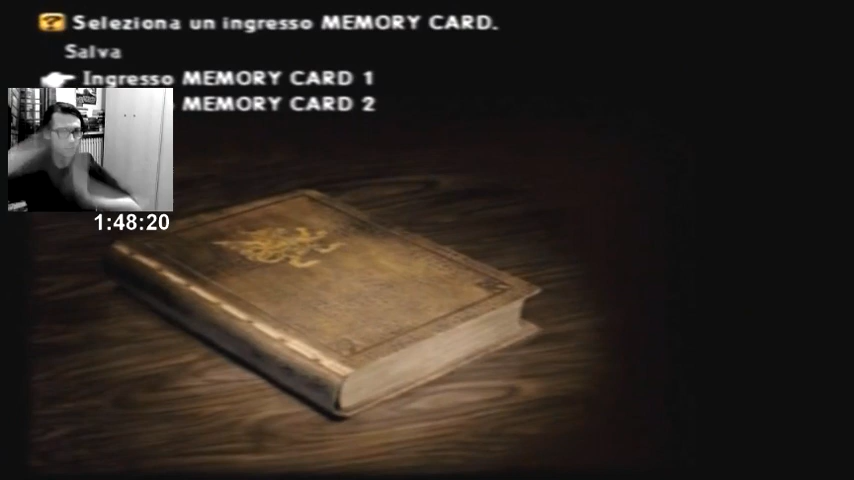 Seleziona un ingresso MEMORY CARD.
Salva
Ingresso MEMORY CARD 1
MEMORY CARD 2
1:48:20